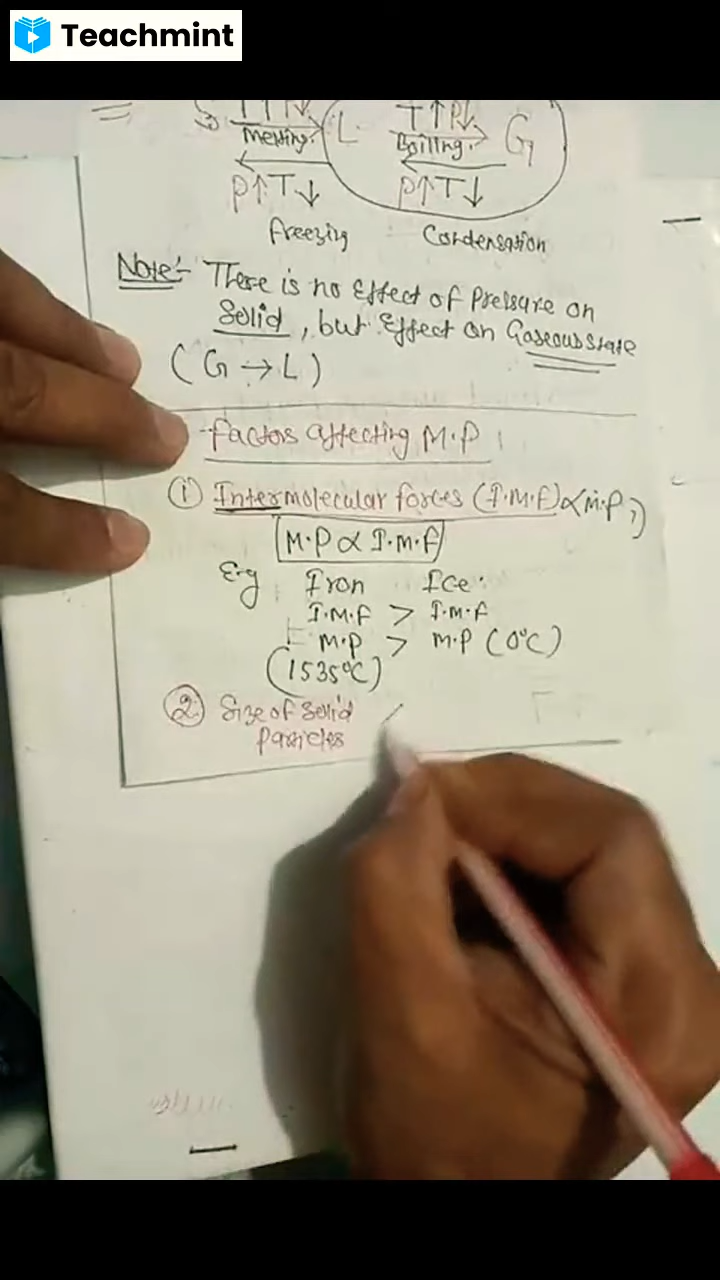 Teachmint
T↑P↓ T↑P↓
S Melting L Boiling G
P↑T↓ P↑T↓
freezing Condensation
Note:- There is no Effect of Pressure on
Solid, but Effect on Gaseous state
(G → L)
factors affecting M.P
① Intermolecular forces (I.M.F) ∝ M.P,
M.P ∝ I.M.F
E.g Iron Ice.
I.M.F > I.M.F
M.P > M.P (0°C)
(1535°C)
② Size of Solid
Particles